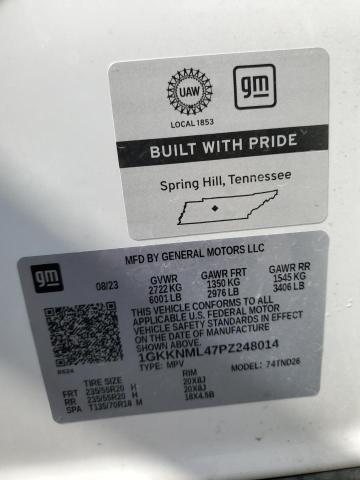 UAW
gm
LOCAL 1853
BUILT WITH PRIDE
Spring Hill, Tennessee
gm
MFD BY GENERAL MOTORS LLC
08/23 GVWR GAWR FRT GAWR RR
2722 KG 1350 KG 1545 KG
6001 LB 2976 LB 3406 LB
THIS VEHICLE CONFORMS TO ALL APPLICABLE
U.S. FEDERAL MOTOR VEHICLE SAFETY, BUMPER,
AND THEFT PREVENTION STANDARDS IN EFFECT
ON THE DATE OF MANUFACTURE SHOWN ABOVE.
1GKKNML47PZ248014
TYPE: MPV MODEL: 74TND26
TIRE SIZE RIM
FRT 235/55R20 H 20X8J
RR 235/55R20 H 20X8J
SPA T135/70R18 M 18X4.5B